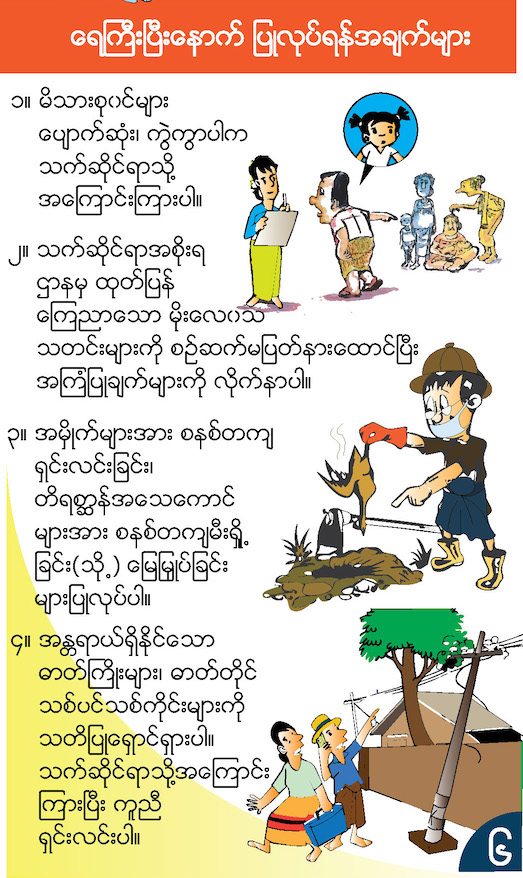 ရေကြီးပြီးနောက် ပြုလုပ်ရန်အချက်များ
၁။ မိသားစုဝင်များ
ပျောက်ဆုံး၊ ကွဲကွာပါက
သက်ဆိုင်ရာသို့
အကြောင်းကြားပါ။
၂။ သက်ဆိုင်ရာအစိုးရ
ဌာနမှ ထုတ်ပြန်
ကြေညာသော မိုးလေဝသ
သတင်းများကို စဉ်ဆက်မပြတ်နားထောင်ပြီး
အကြံပြုချက်များကို လိုက်နာပါ။
၃။ အမှိုက်များအား စနစ်တကျ
ရှင်းလင်းခြင်း၊
တိရစ္ဆာန်အသေကောင်
များအား စနစ်တကျမီးရှို့
ခြင်း(သို့) မြေမြှုပ်ခြင်း
များပြုလုပ်ပါ။
၄။ အန္တရာယ်ရှိနိုင်သော
ဓာတ်ကြိုးများ၊ ဓာတ်တိုင်
သစ်ပင်သစ်ကိုင်းများကို
သတိပြုရှောင်ရှားပါ။
သက်ဆိုင်ရာသို့အကြောင်း
ကြားပြီး ကူညီ
ရှင်းလင်းပါ။
၆